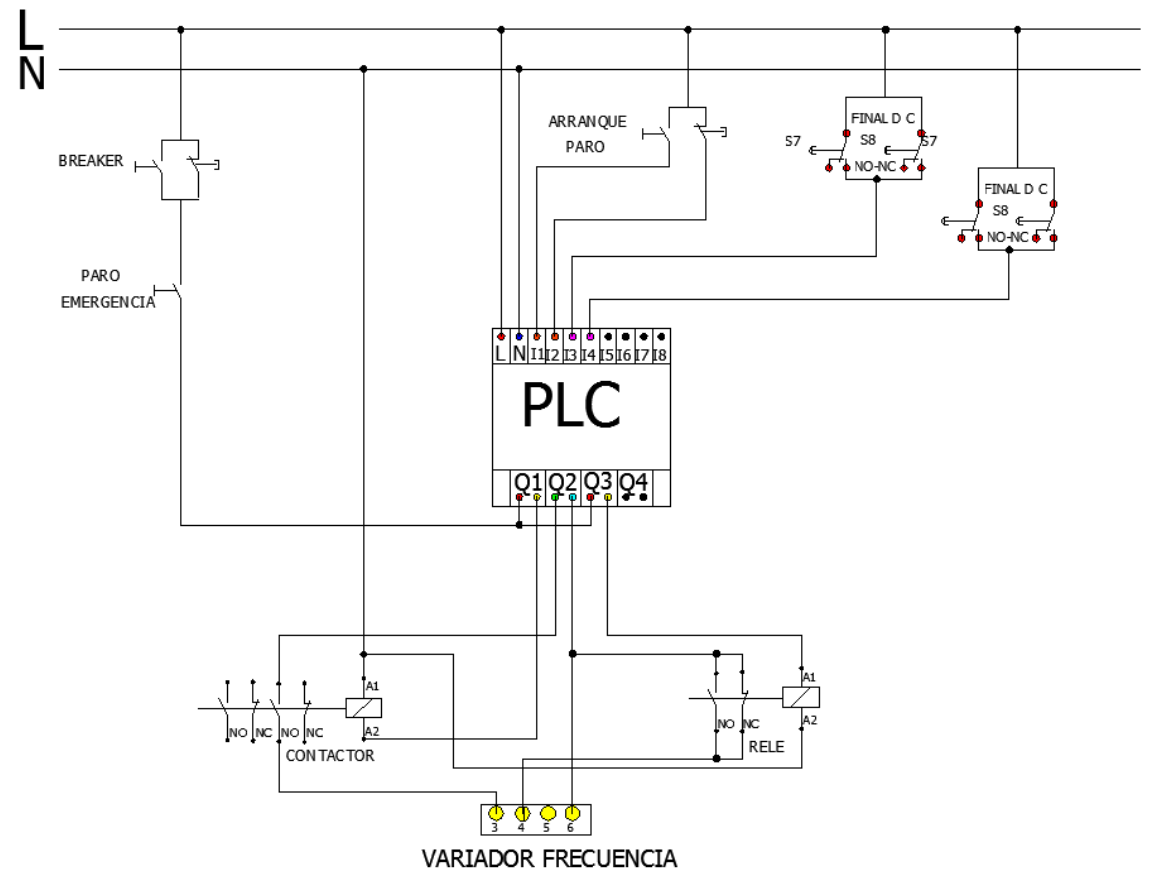 L
N
BREAKER
ARRANQUE
PARO
FINAL D C
S7
S8
S7
NO-NC
FINAL D C
S8
NO-NC
PARO
EMERGENCIA
L N I1 I2 I3 I4 I5 I6 I7 I8
PLC
Q1 Q2 Q3 Q4
A1
A2
NO NC NO NC
CONTACTOR
A1
A2
NO NC
RELE
3 4 5 6
VARIADOR FRECUENCIA